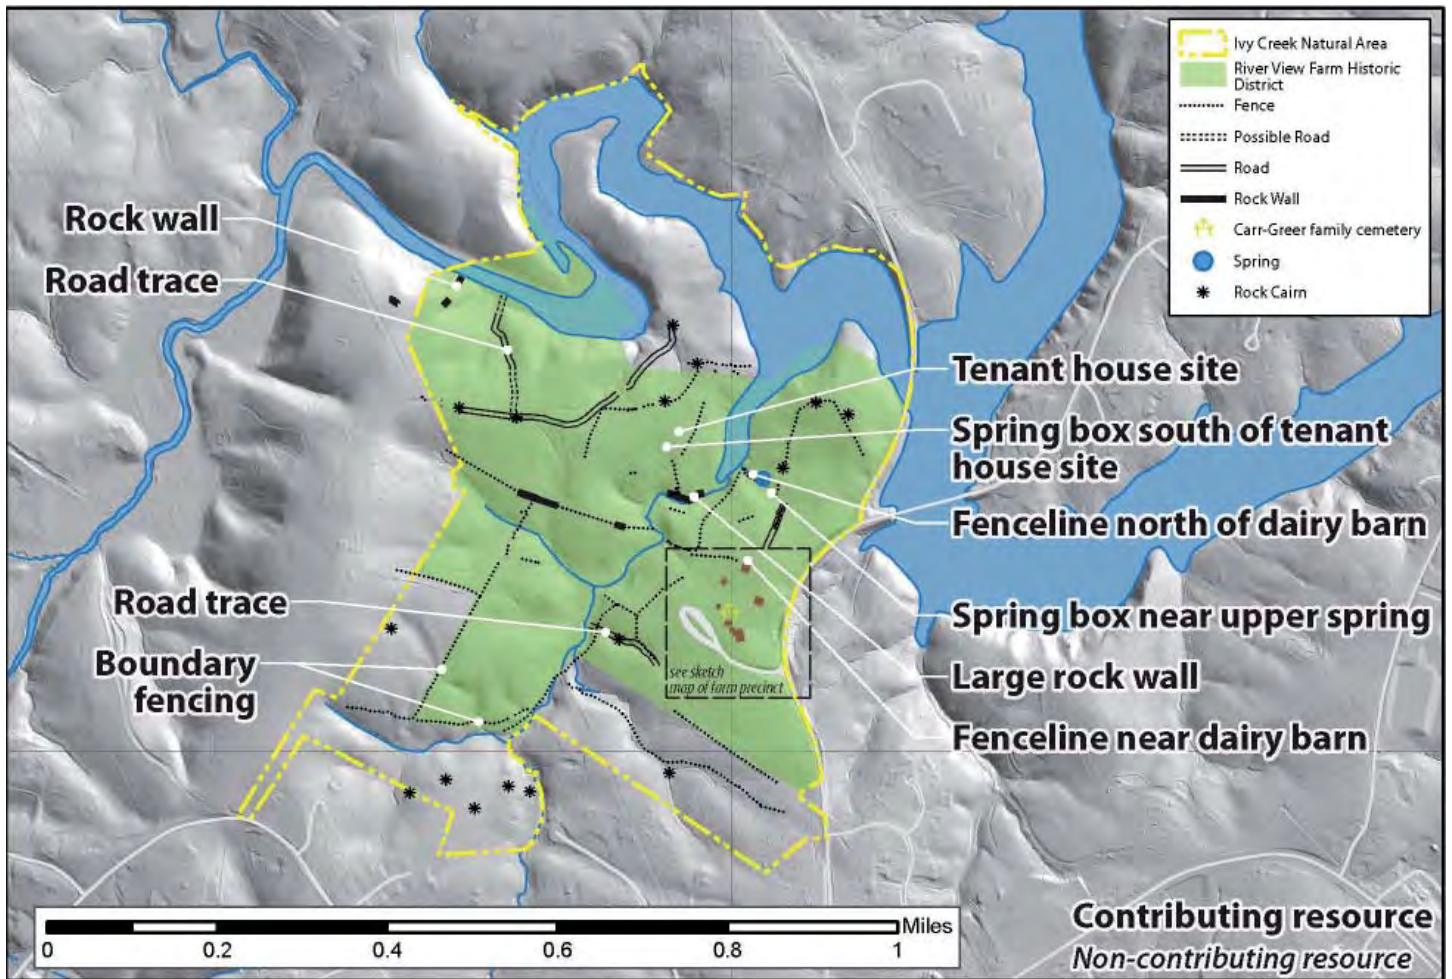 Ivy Creek Natural Area
River View Farm Historic
District
Fence
Possible Road
Road
Rock Wall
Carr-Greer family cemetery
Spring
Rock Cairn
Rock wall
Road trace
Tenant house site
Spring box south of tenant
house site
Fenceline north of dairy barn
Road trace
Spring box near upper spring
Boundary
fencing
see sketch
map of farm precinct
Large rock wall
Fenceline near dairy barn
Contributing resource
Non-contributing resource
Miles
0 0.2 0.4 0.6 0.8 1